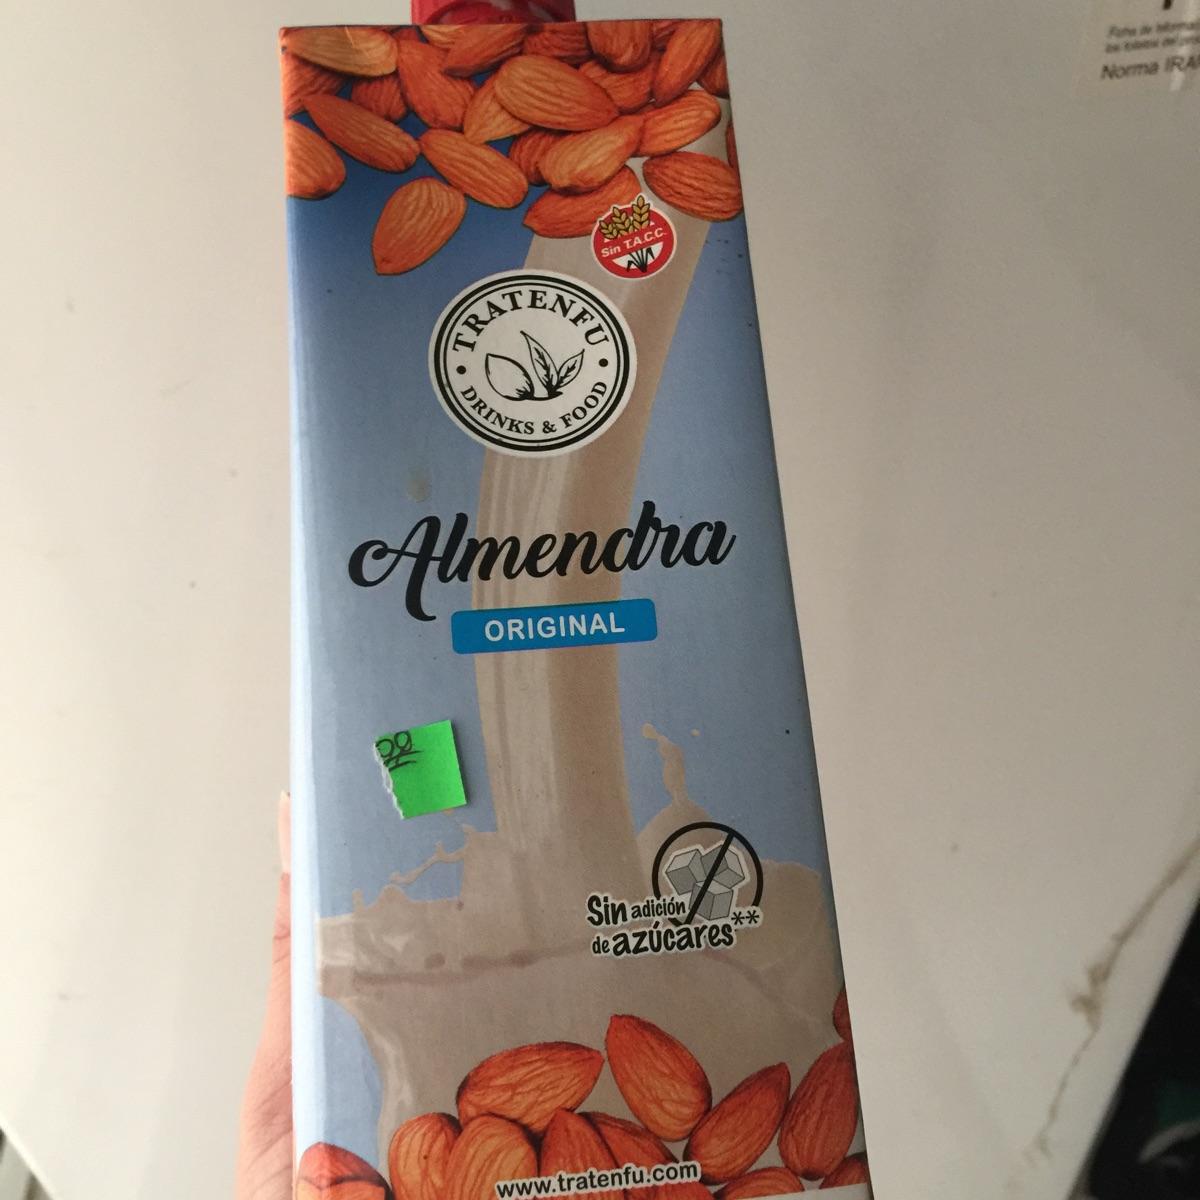 Norma IRAM
Sin T.A.C.C.
TRATENFU
DRINKS & FOOD
Almendra
ORIGINAL
Sin adición
de azúcares**
www.tratenfu.com